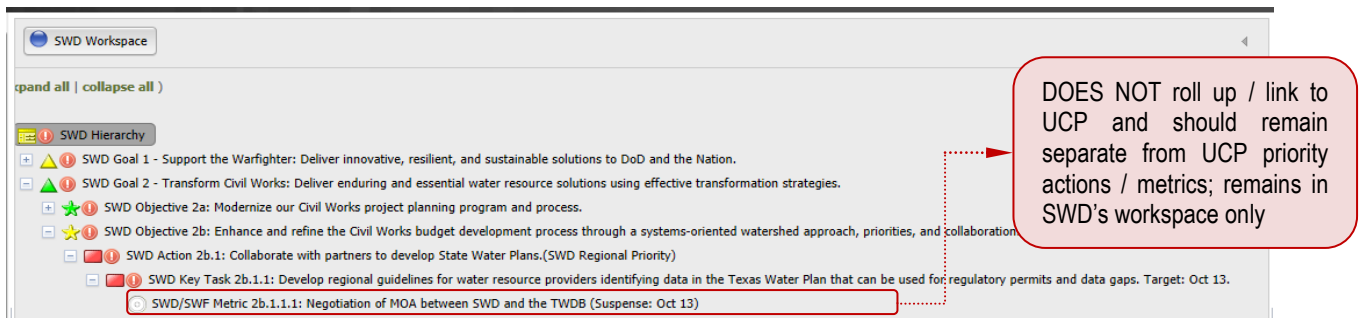 SWD Workspace
xpand all | collapse all )
SWD Hierarchy
SWD Goal 1 - Support the Warfighter: Deliver innovative, resilient, and sustainable solutions to DoD and the Nation.
SWD Goal 2 - Transform Civil Works: Deliver enduring and essential water resource solutions using effective transformation strategies.
SWD Objective 2a: Modernize our Civil Works project planning program and process.
SWD Objective 2b: Enhance and refine the Civil Works budget development process through a systems-oriented watershed approach, priorities, and collaboration
SWD Action 2b.1: Collaborate with partners to develop State Water Plans.(SWD Regional Priority)
SWD Key Task 2b.1.1: Develop regional guidelines for water resource providers identifying data in the Texas Water Plan that can be used for regulatory permits and data gaps. Target: Oct 13.
SWD/SWF Metric 2b.1.1.1: Negotiation of MOA between SWD and the TWDB (Suspense: Oct 13)
DOES NOT roll up / link to
UCP and should remain
separate from UCP priority
actions / metrics; remains in
SWD's workspace only